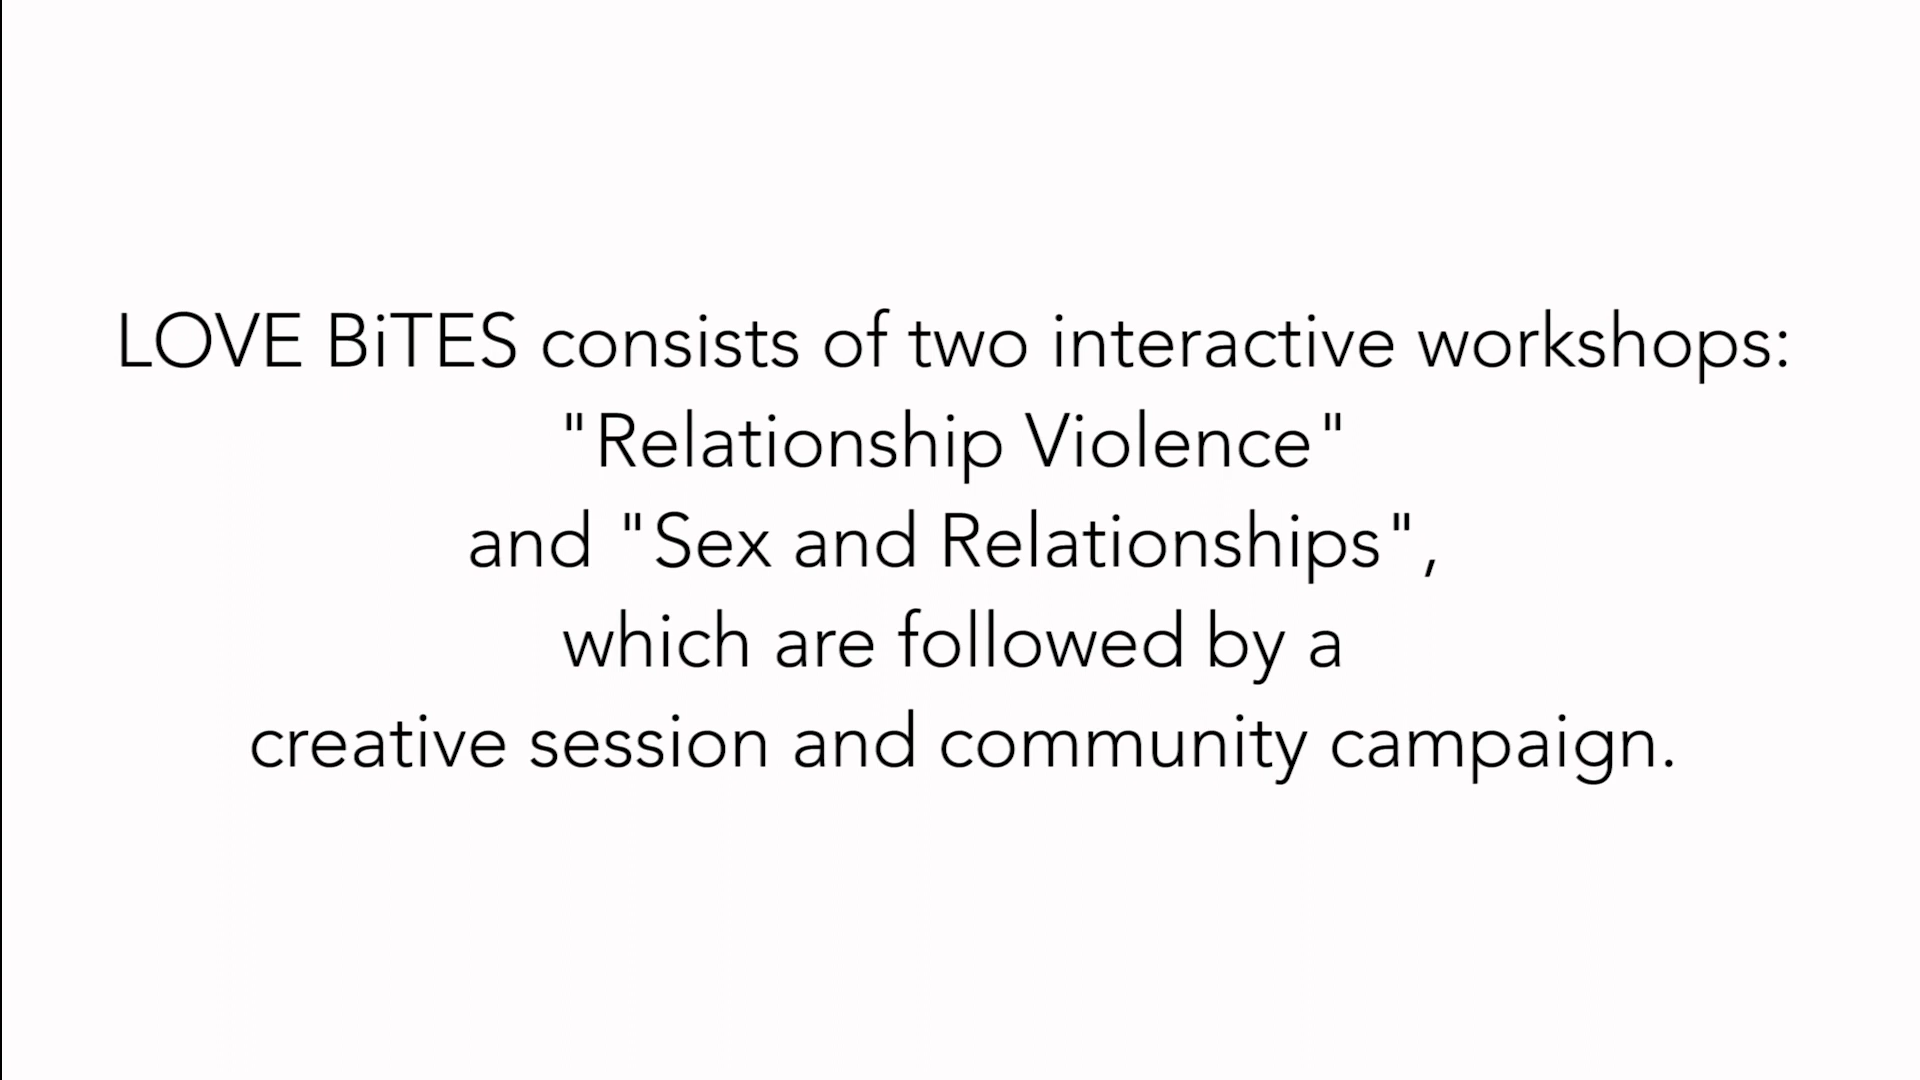 LOVE BiTES consists of two interactive workshops:
"Relationship Violence"
and "Sex and Relationships",
which are followed by a
creative session and community campaign.